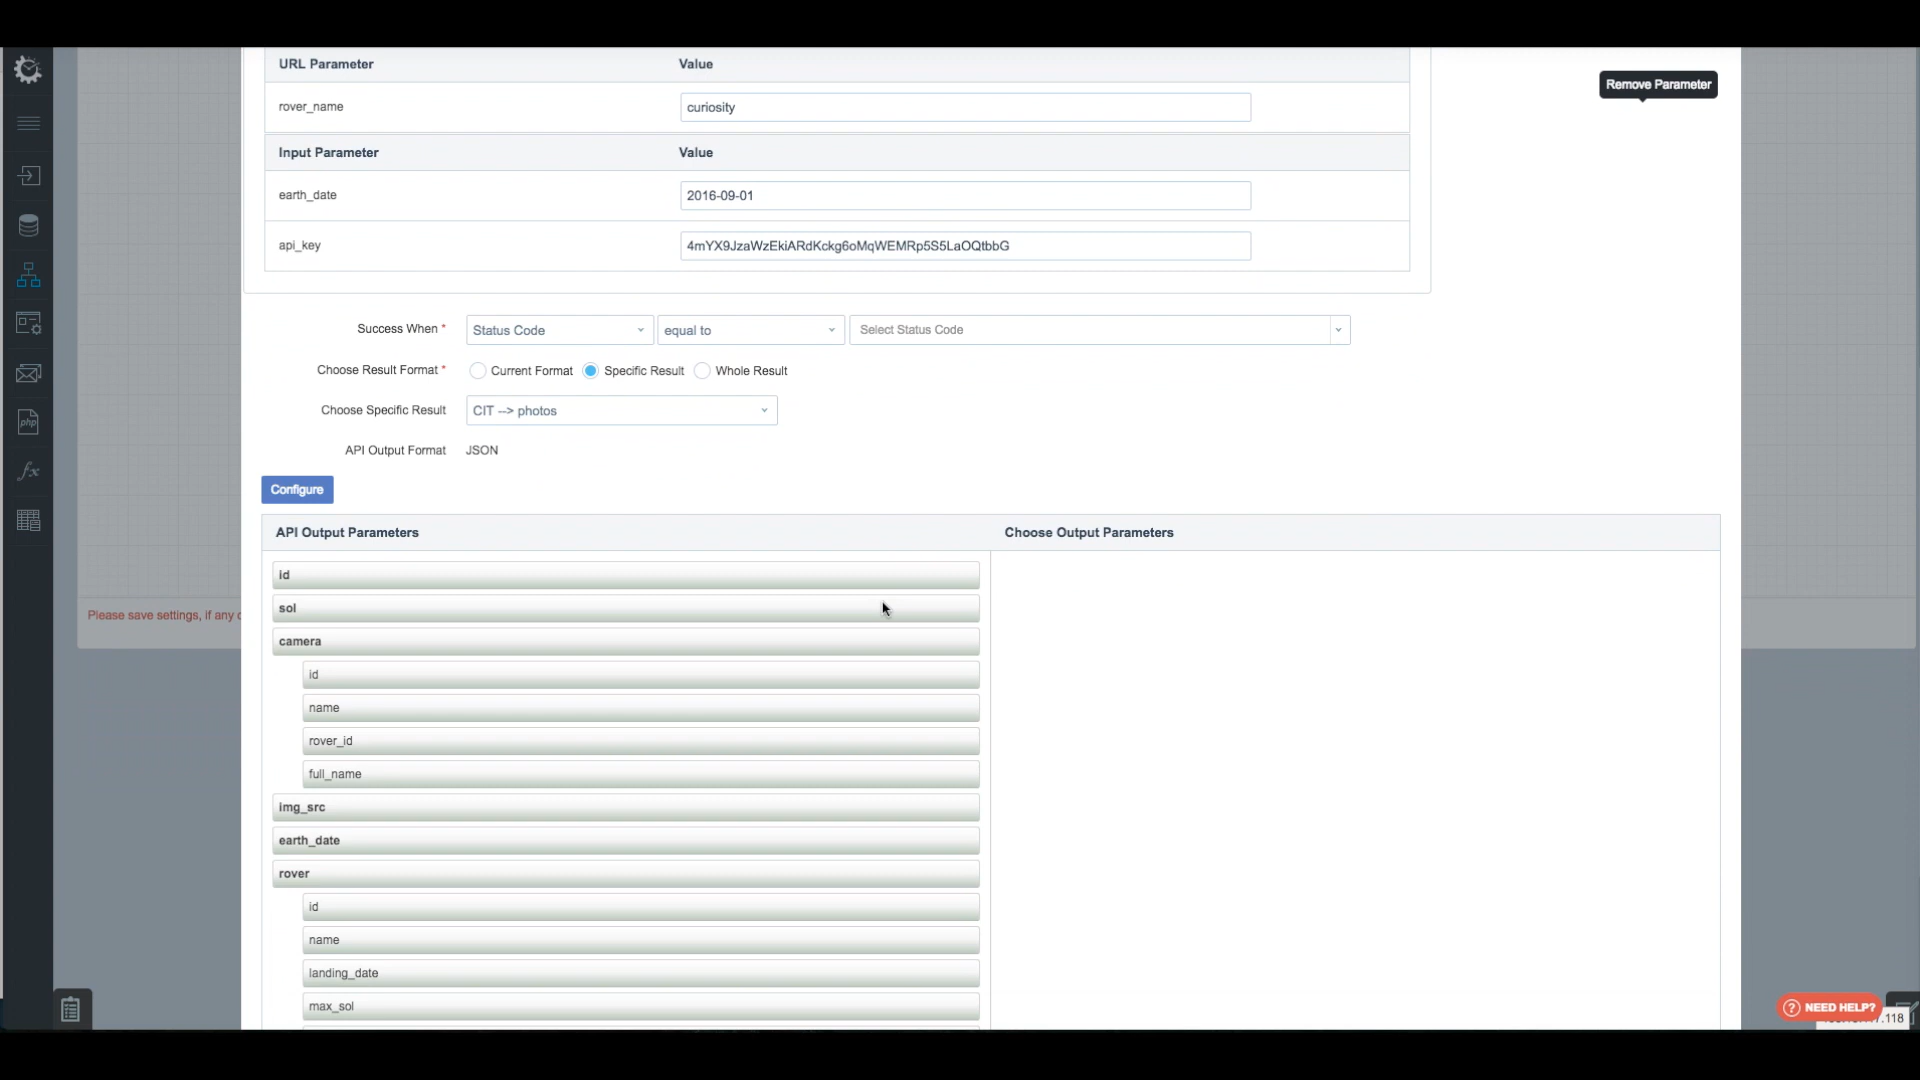 URL Parameter Value
Remove Parameter
rover_name curiosity
Input Parameter Value
earth_date 2016-09-01
api_key 4mYX9JzaWzEkiARdKckg6oMqWEMRp5S5LaOQtbbG
Success When * Status Code equal to Select Status Code
Choose Result Format * Current Format Specific Result Whole Result
Choose Specific Result CIT --> photos
API Output Format JSON
Configure
API Output Parameters Choose Output Parameters
id
sol
Please save settings, if any
camera
id
name
rover_id
full_name
img_src
earth_date
rover
id
name
landing_date
max_sol
NEED HELP?
.118
php
fx